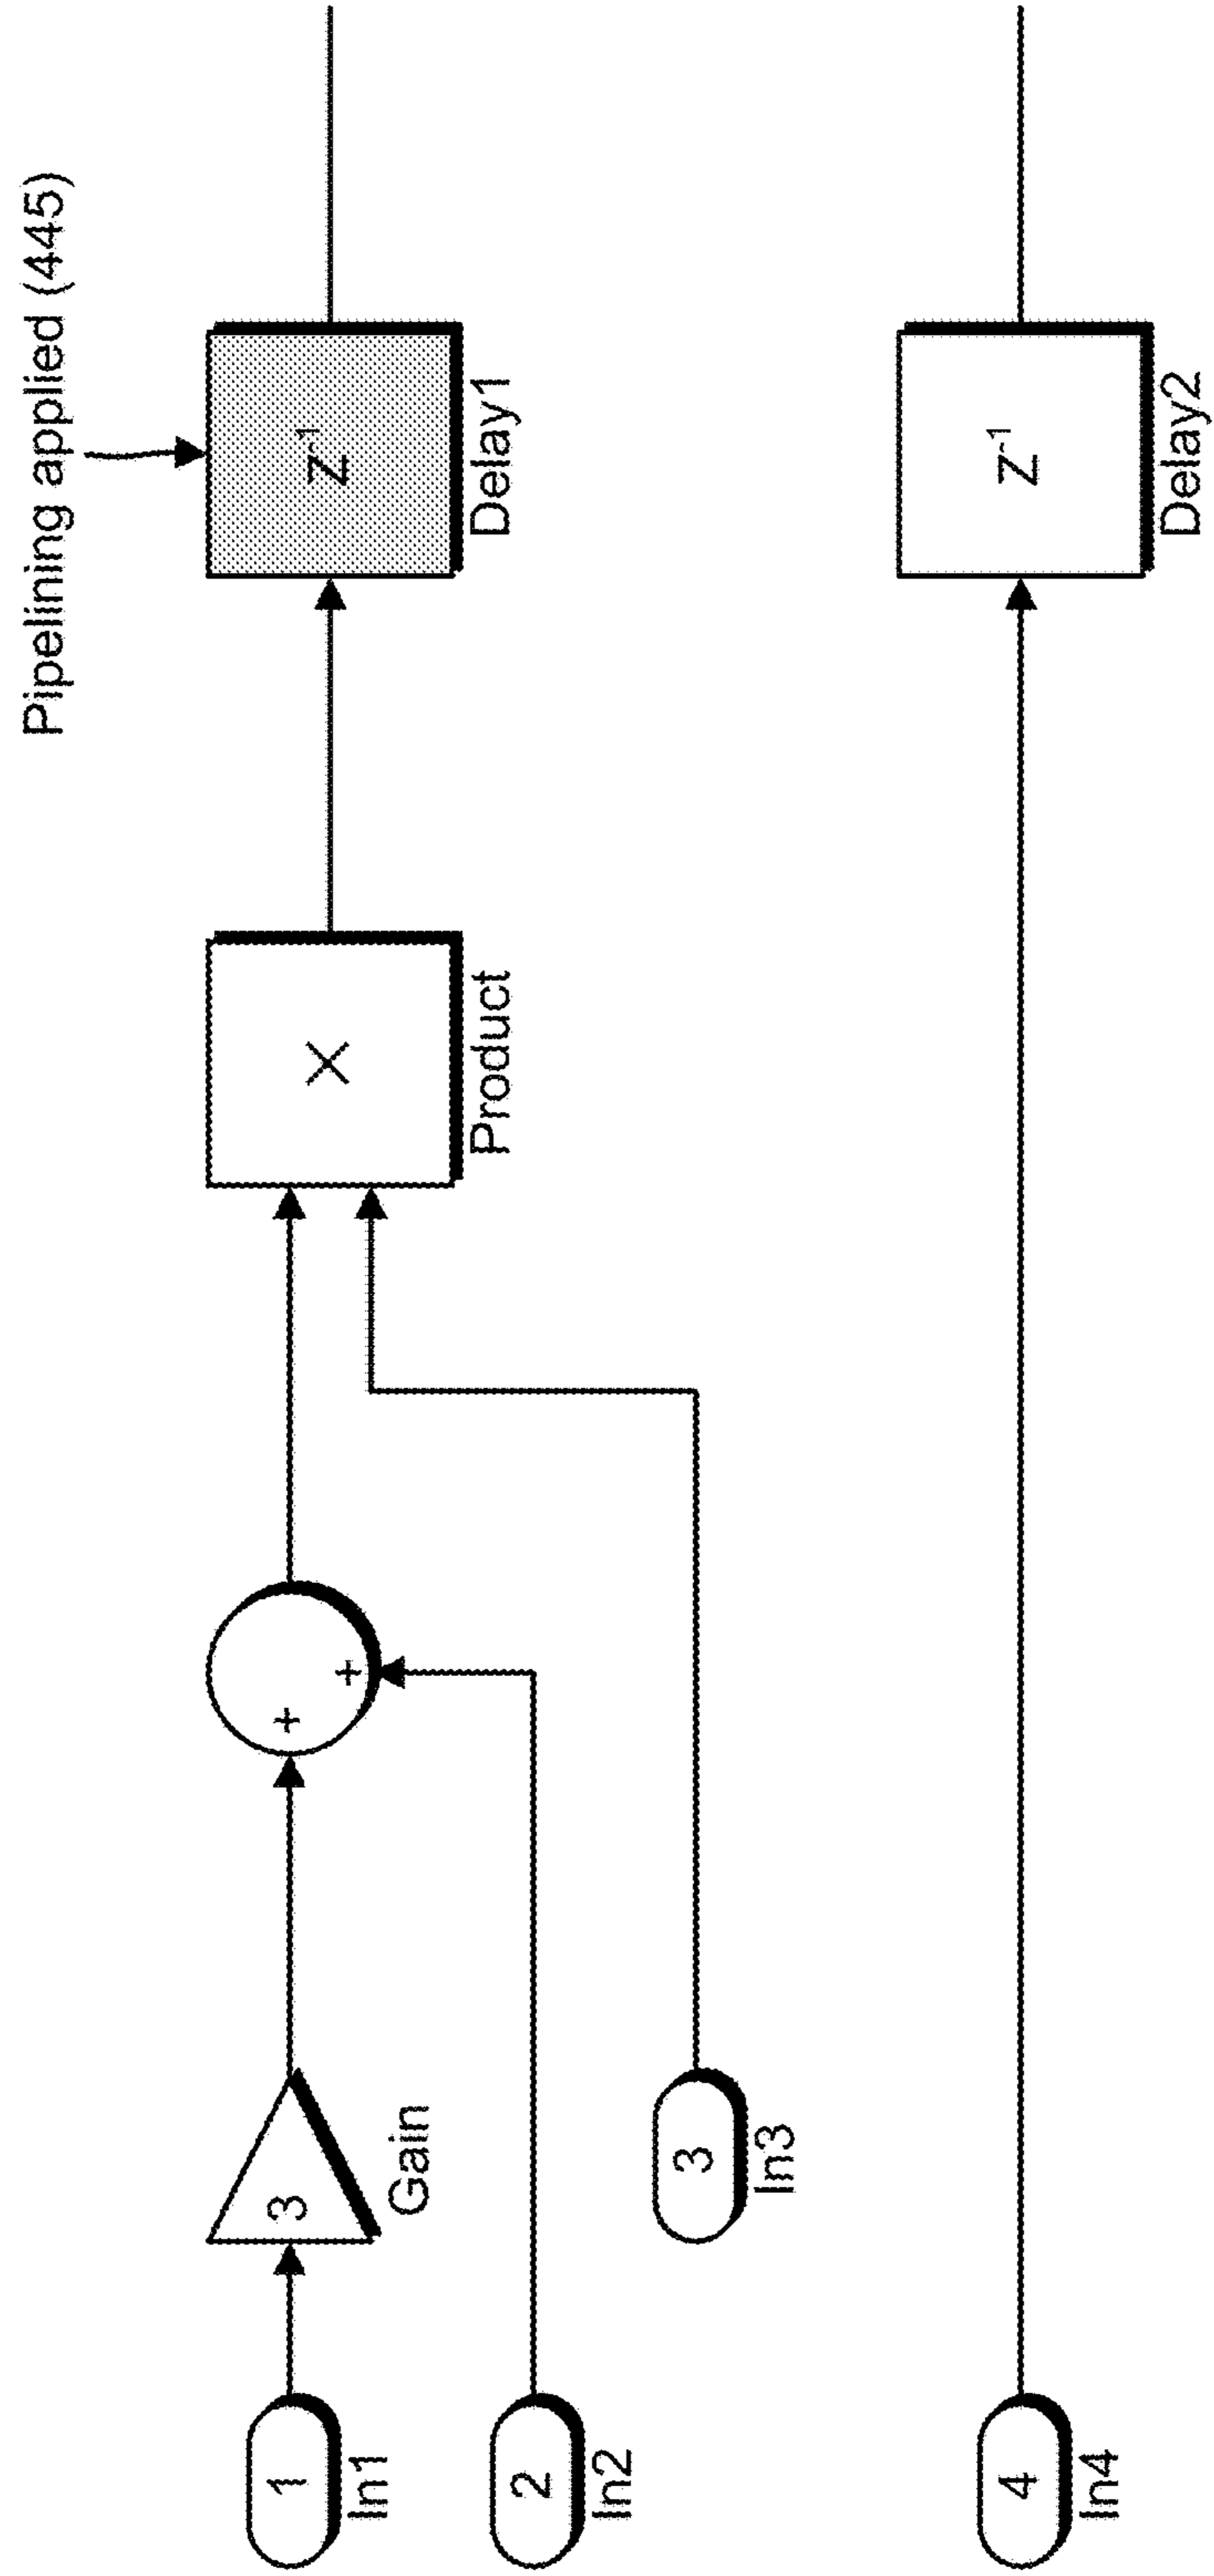 Pipelining applied (445)
1
In1
3
Gain
+
+
×
Product
Z-1
Delay1
2
In2
3
In3
4
In4
Z-1
Delay2